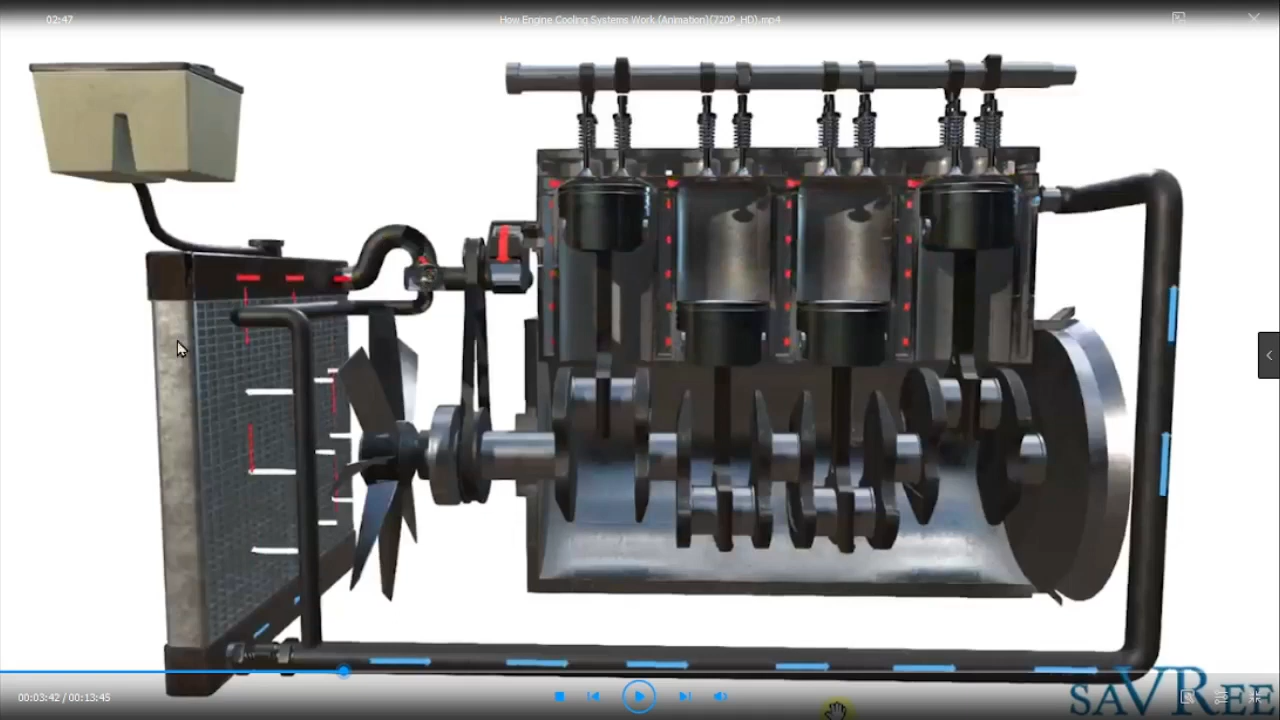 02:47
How Engine Cooling Systems Work (Animation)(720P_HD).mp4
00:03:42 / 00:13:45
saVRee